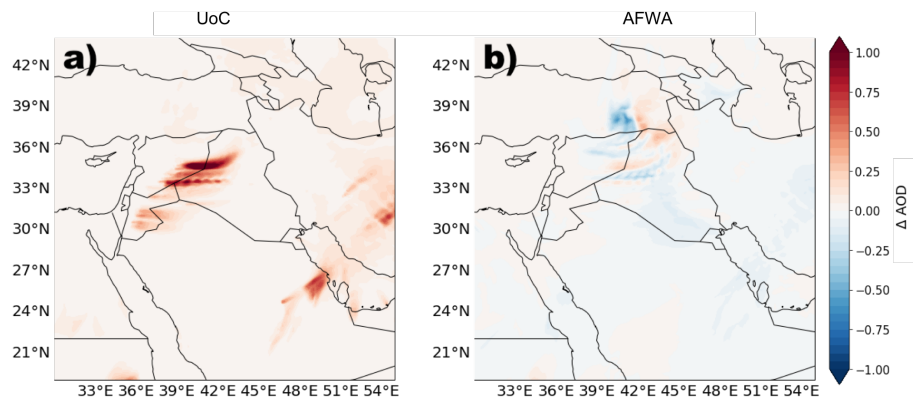 UoC AFWA
a) b)
42°N 42°N 1.00
39°N 39°N 0.75
36°N 36°N 0.50
33°N 33°N 0.25
30°N 30°N 0.00
27°N 27°N −0.25
24°N 24°N −0.50
21°N 21°N −0.75
−1.00
Δ AOD
33°E 36°E 39°E 42°E 45°E 48°E 51°E 54°E 33°E 36°E 39°E 42°E 45°E 48°E 51°E 54°E